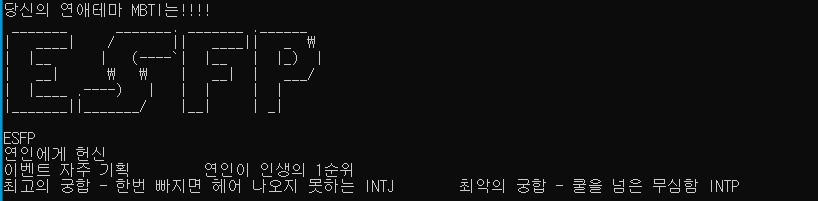 당신의 연애테마 MBTI는!!!!
ESFP
ESFP
연인에게 헌신
이벤트 자주 기획 연인이 인생의 1순위
최고의 궁합 - 한번 빠지면 헤어 나오지 못하는 INTJ 최악의 궁합 - 쿨을 넘은 무심함 INTP